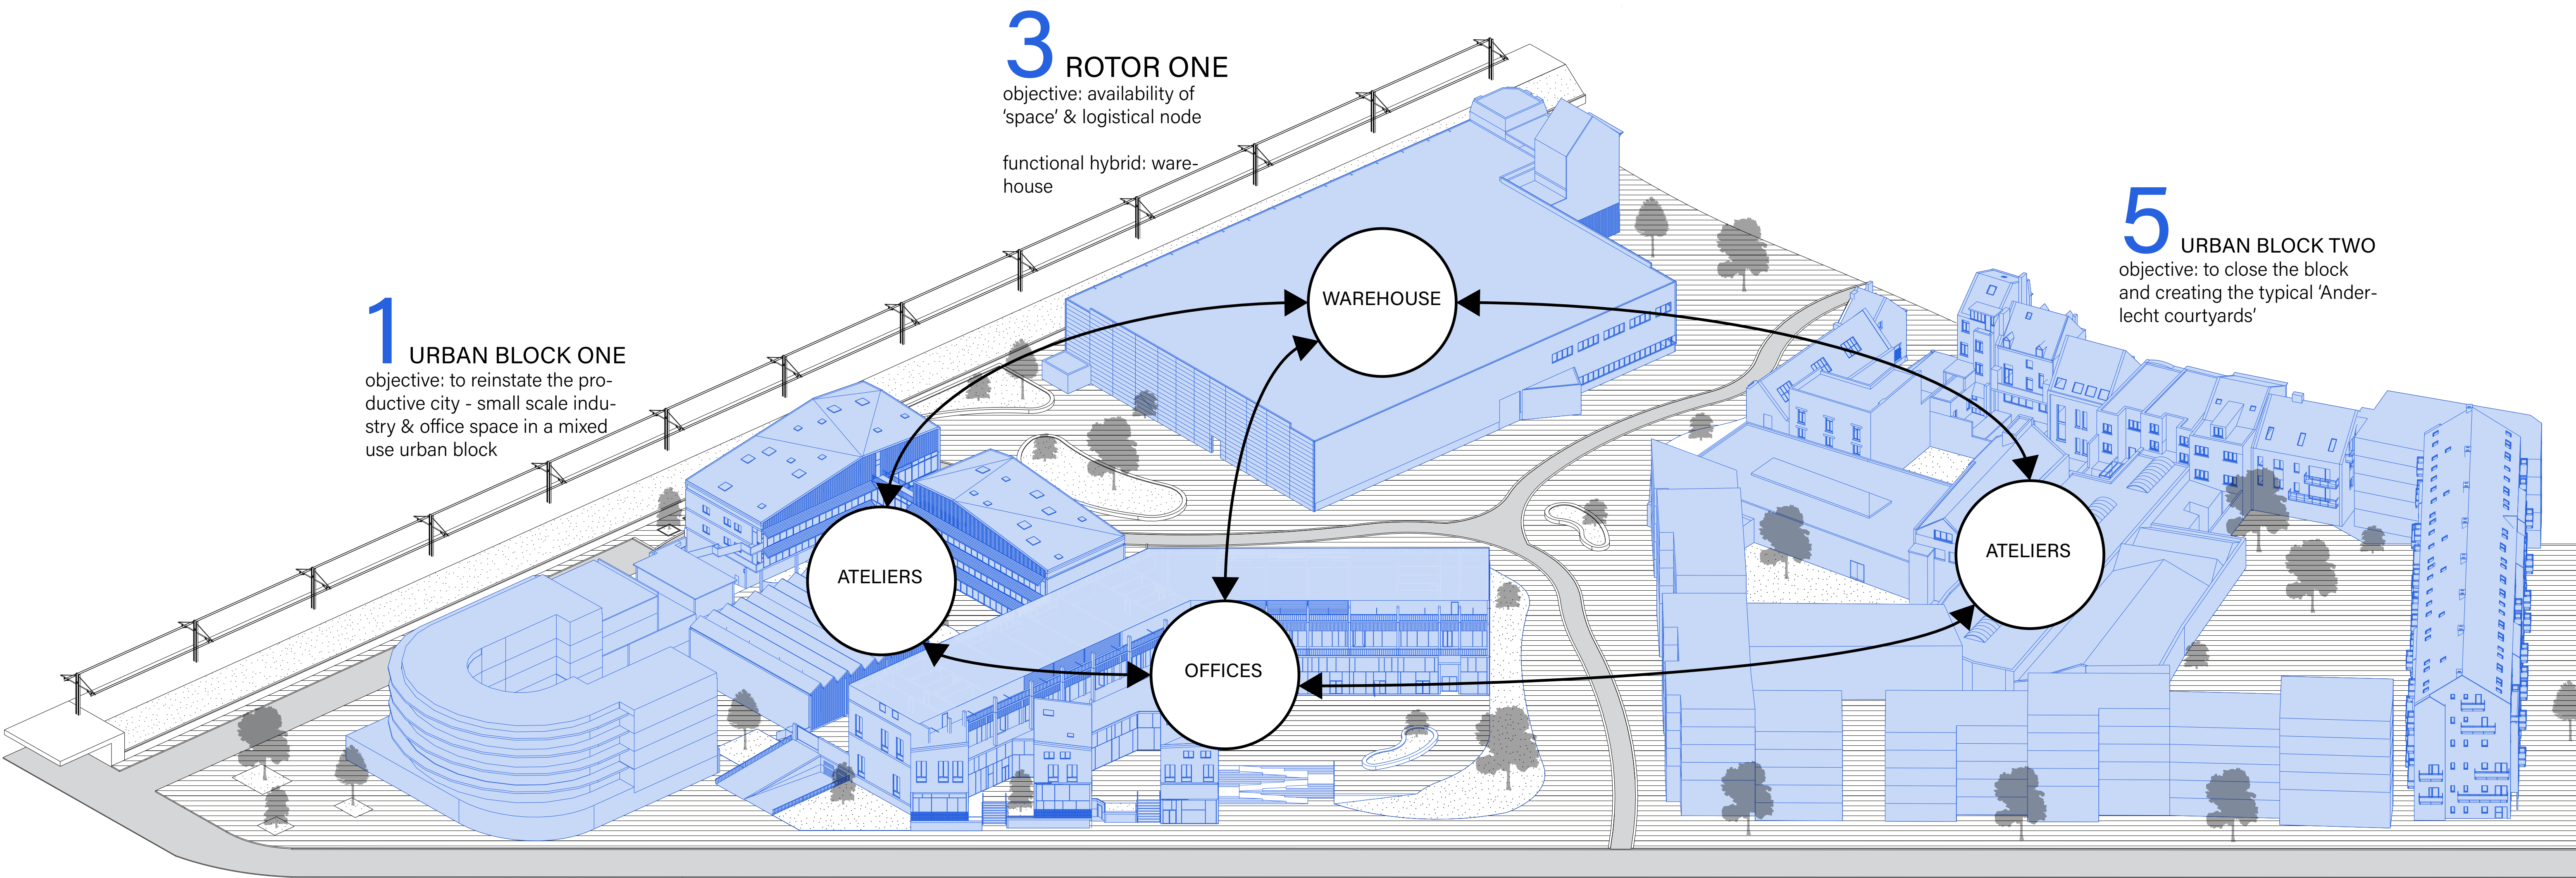 3 ROTOR ONE
objective: availability of
‘space’ & logistical node
functional hybrid: ware-
house
5 URBAN BLOCK TWO
objective: to close the block
and creating the typical ‘Ander-
lecht courtyards’
1 URBAN BLOCK ONE
objective: to reinstate the pro-
ductive city - small scale indu-
stry & office space in a mixed
use urban block
WAREHOUSE
ATELIERS
ATELIERS
OFFICES